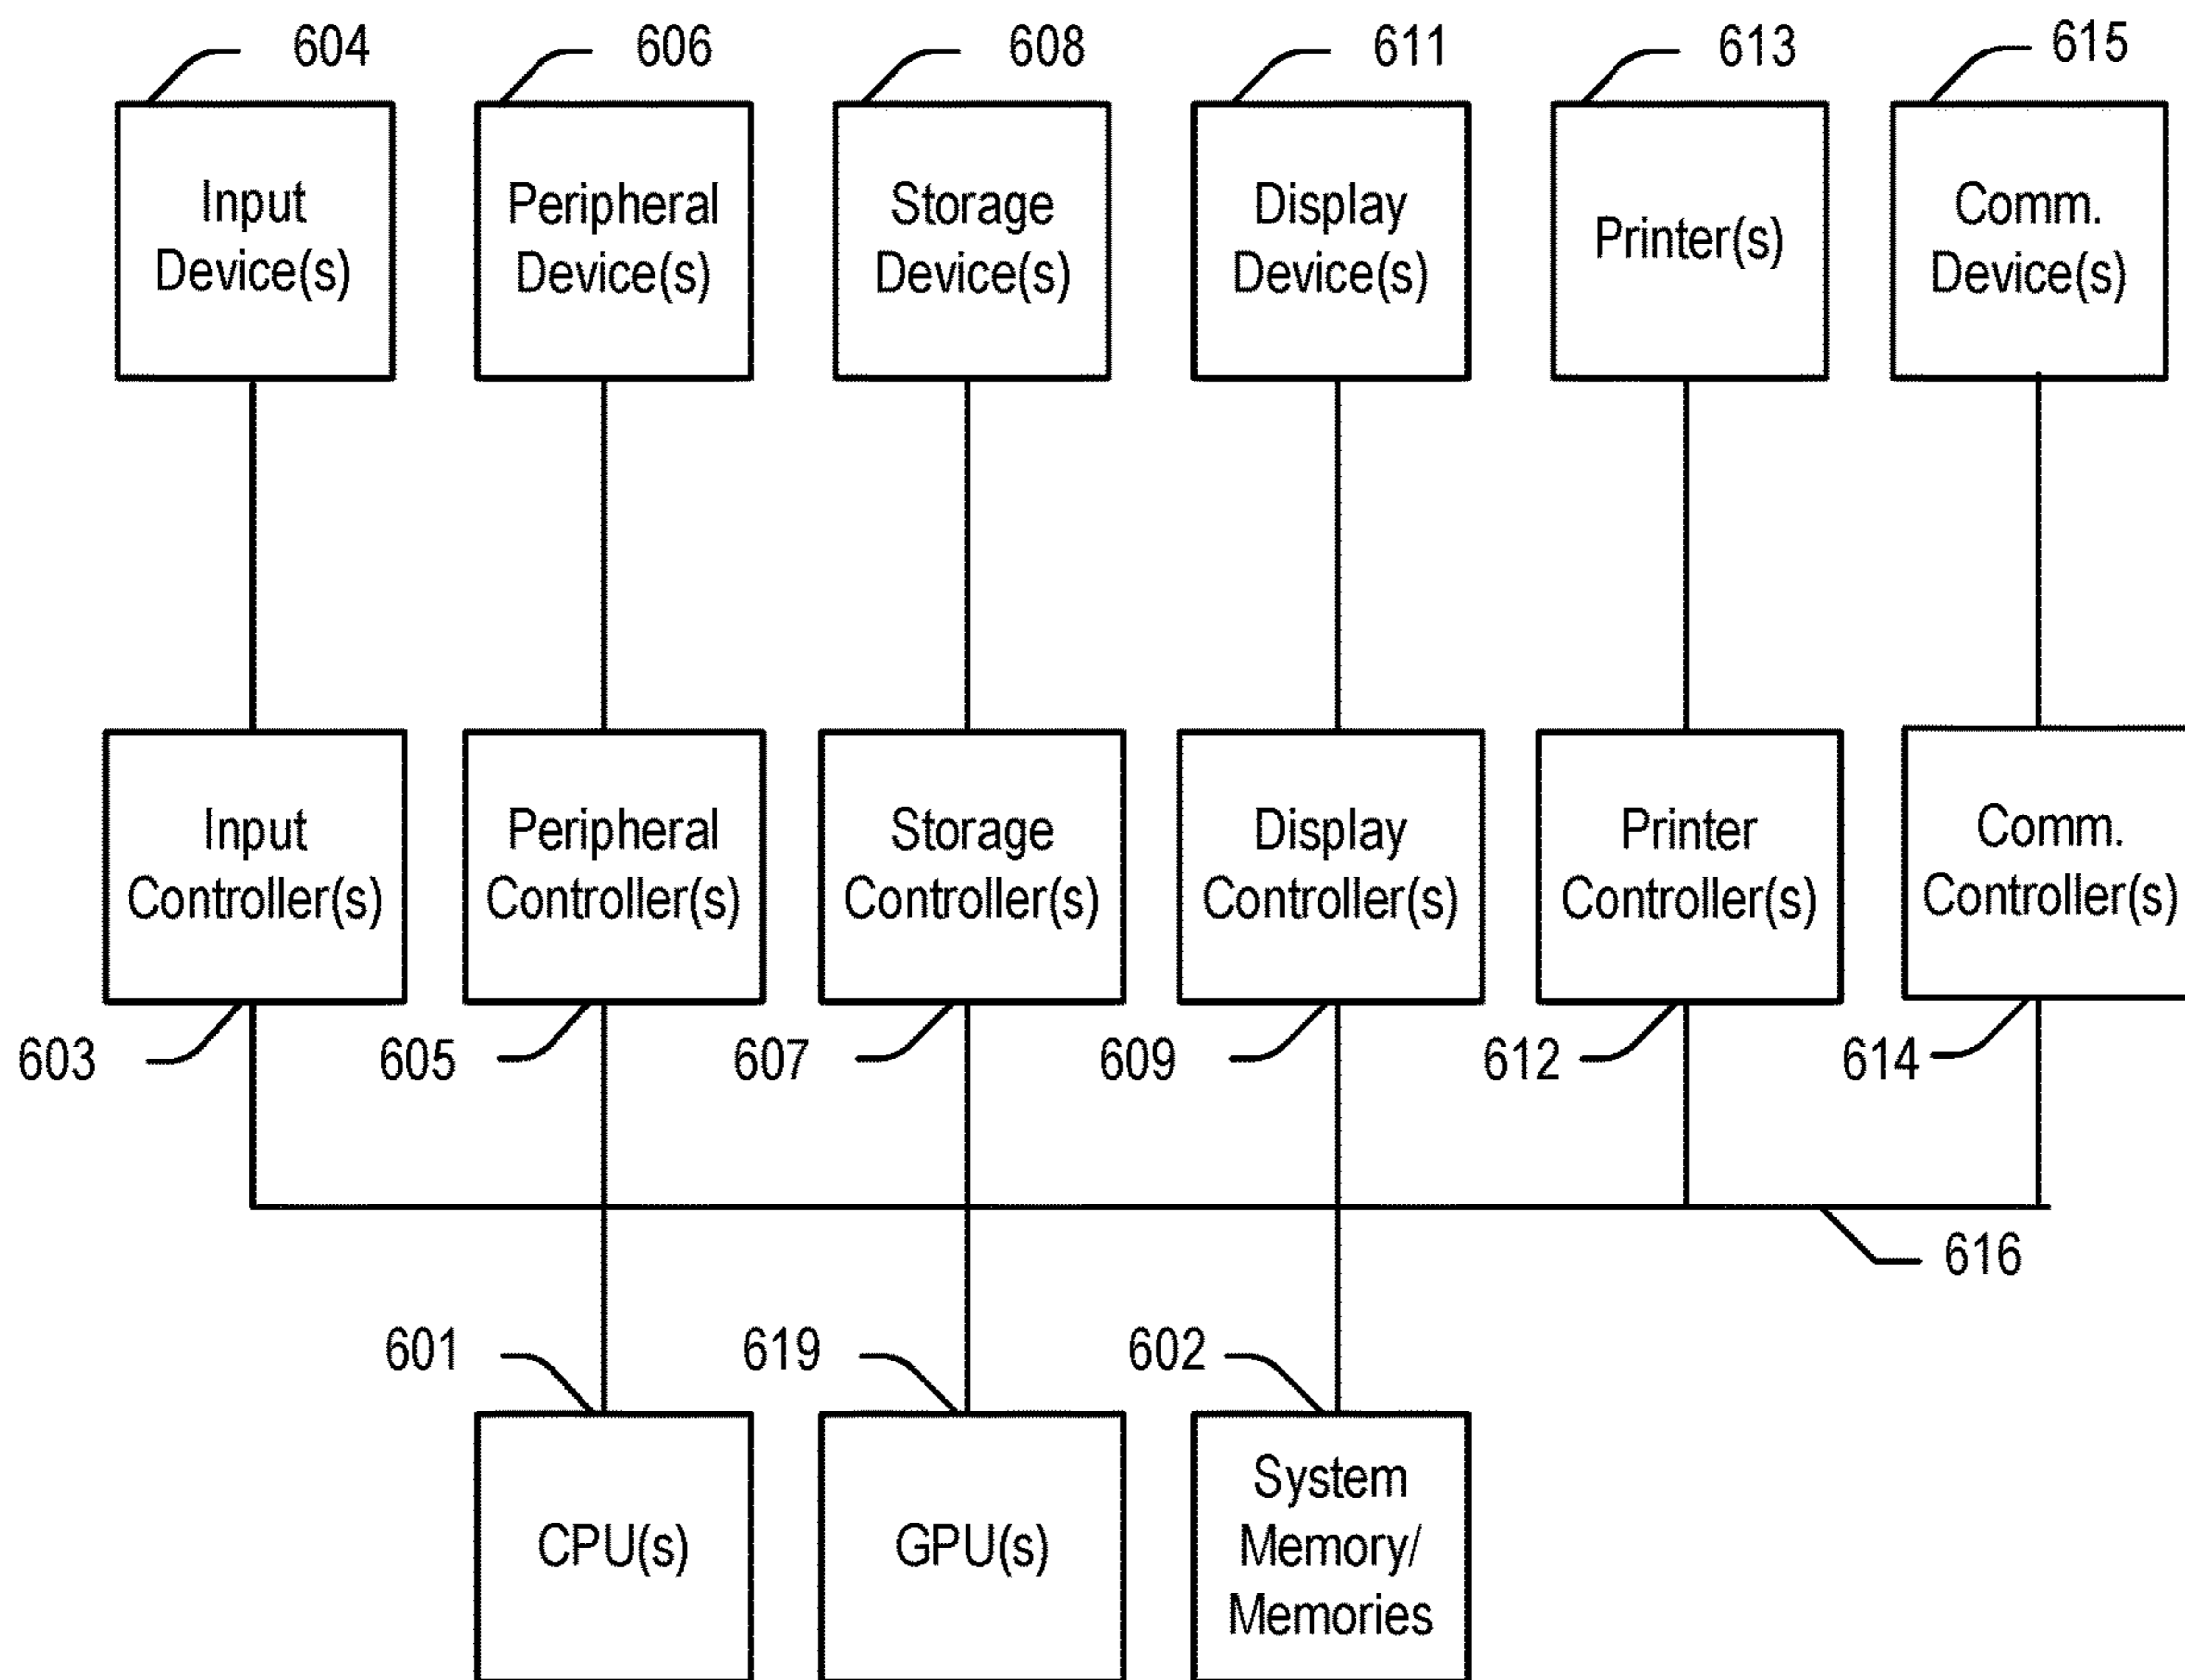 604
606
608
611
613
615
Input
Device(s)
Peripheral
Device(s)
Storage
Device(s)
Display
Device(s)
Printer(s)
Comm.
Device(s)
Input
Controller(s)
Peripheral
Controller(s)
Storage
Controller(s)
Display
Controller(s)
Printer
Controller(s)
Comm.
Controller(s)
603
605
607
609
612
614
616
601
619
602
CPU(s)
GPU(s)
System
Memory/
Memories